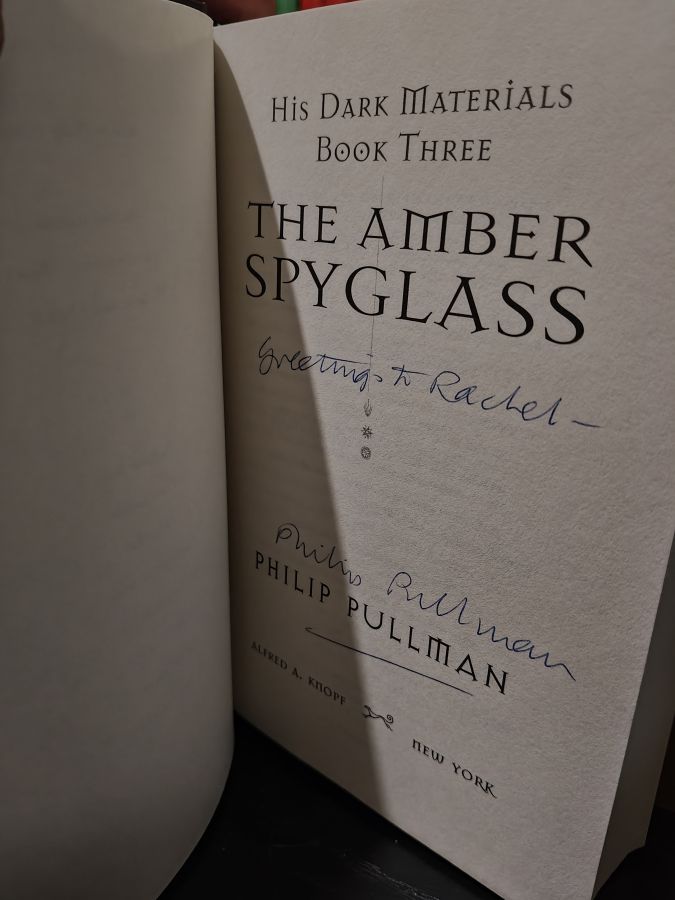 His Dark Materials
Book Three
THE AMBER
SPYGLASS
Greetings to Rachel –
Philip Pullman
PHILIP PULLMAN
ALFRED A. KNOPF
NEW YORK